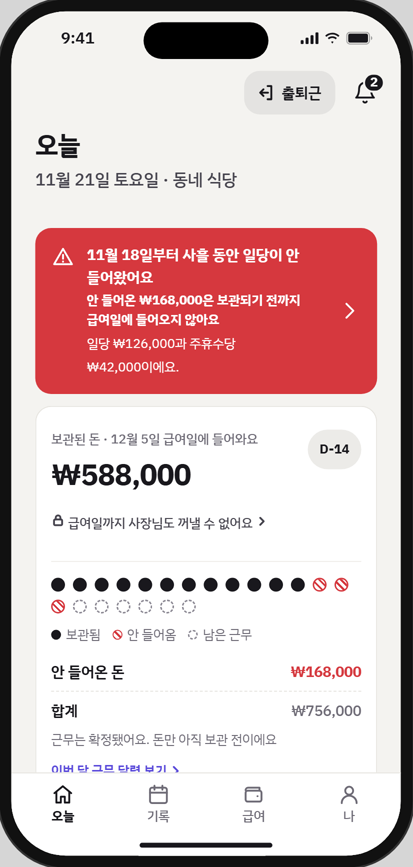 9:41
출퇴근
2
오늘
11월 21일 토요일 · 동네 식당
11월 18일부터 사흘 동안 일당이 안
들어왔어요
안 들어온 ₩168,000은 보관되기 전까지
급여일에 들어오지 않아요
일당 ₩126,000과 주휴수당
₩42,000이에요.
보관된 돈 · 12월 5일 급여일에 들어와요
D-14
₩588,000
급여일까지 사장님도 꺼낼 수 없어요
보관됨 안 들어옴 남은 근무
안 들어온 돈 ₩168,000
합계 ₩756,000
근무는 확정됐어요. 돈만 아직 보관 전이에요
이번 달 근무 달력 보기
오늘 기록 급여 나